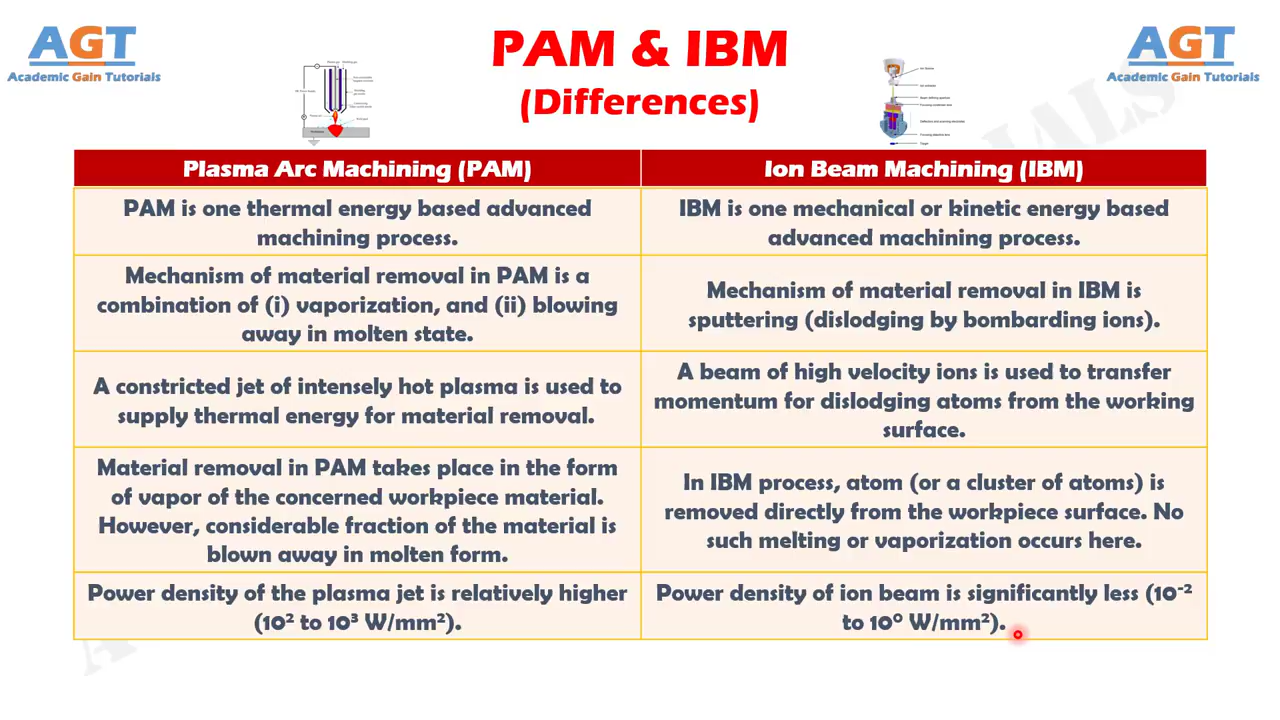 AGT
Academic Gain Tutorials
PAM & IBM
(Differences)
AGT
Academic Gain Tutorials
Plasma Arc Machining (PAM)
Ion Beam Machining (IBM)
PAM is one thermal energy based advanced
machining process.
IBM is one mechanical or kinetic energy based
advanced machining process.
Mechanism of material removal in PAM is a
combination of (i) vaporization, and (ii) blowing
away in molten state.
Mechanism of material removal in IBM is
sputtering (dislodging by bombarding ions).
A constricted jet of intensely hot plasma is used to
supply thermal energy for material removal.
A beam of high velocity ions is used to transfer
momentum for dislodging atoms from the working
surface.
Material removal in PAM takes place in the form
of vapor of the concerned workpiece material.
However, considerable fraction of the material is
blown away in molten form.
In IBM process, atom (or a cluster of atoms) is
removed directly from the workpiece surface. No
such melting or vaporization occurs here.
Power density of the plasma jet is relatively higher
(10² to 10³ W/mm²).
Power density of ion beam is significantly less (10⁻²
to 10⁰ W/mm²).